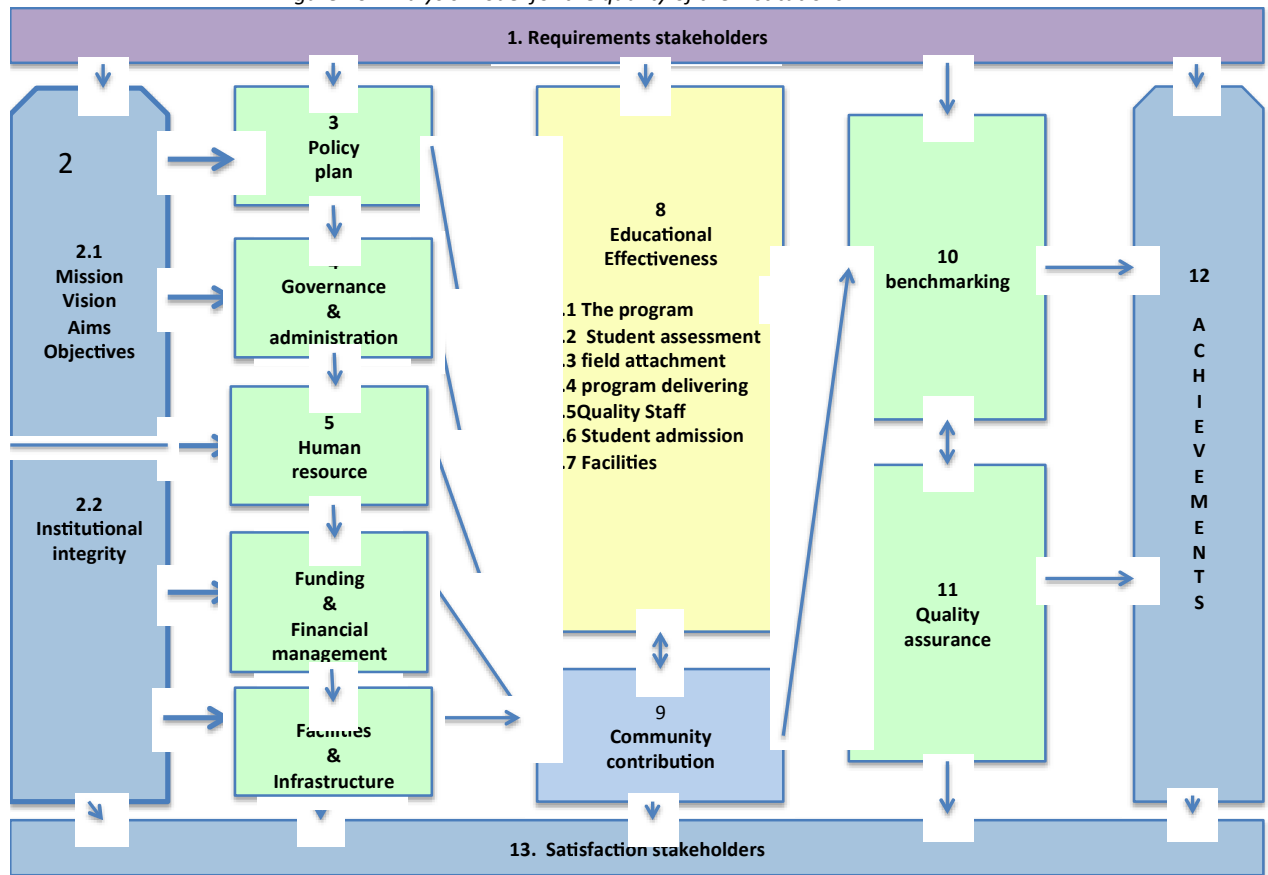 1. Requirements stakeholders
2
2.1
Mission
Vision
Aims
Objectives
2.2
Institutional
integrity
3
Policy
plan
Governance
&
administration
5
Human
resource
Funding
&
Financial
management
Facilities
&
Infrastructure
8
Educational
Effectiveness
.1 The program
.2 Student assessment
.3 field attachment
.4 program delivering
.5Quality Staff
.6 Student admission
.7 Facilities
9
Community
contribution
10
benchmarking
11
Quality
assurance
12
A
C
H
I
E
V
E
M
E
N
T
S
13. Satisfaction stakeholders